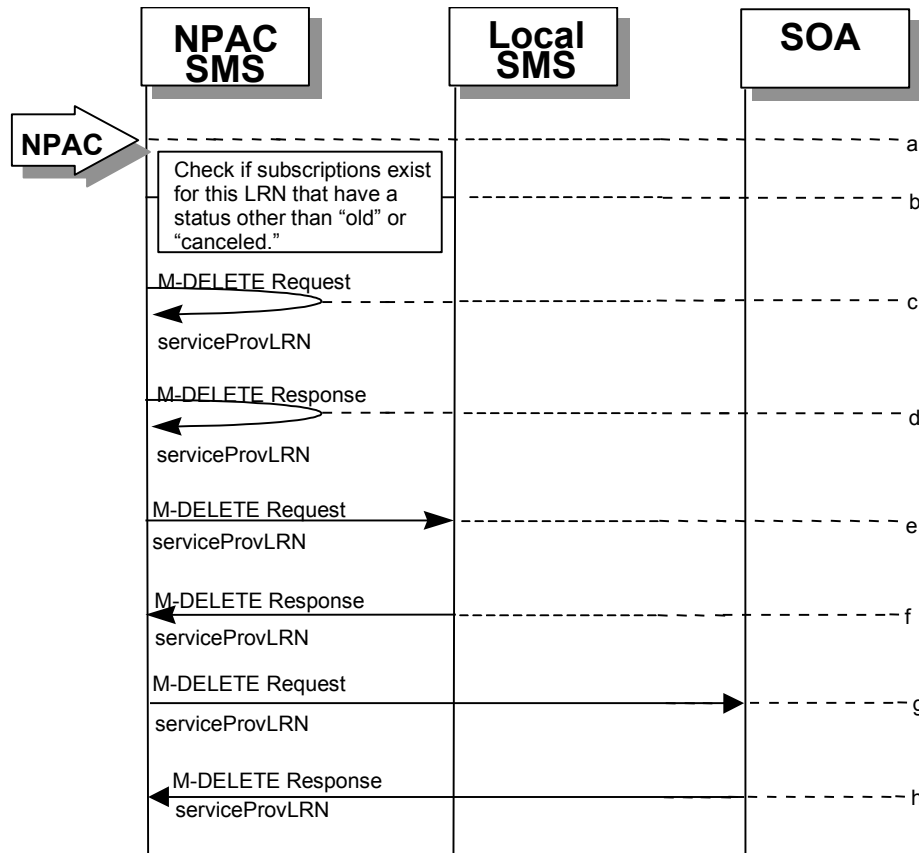 NPAC
SMS
Local
SMS
SOA
NPAC
a
Check if subscriptions exist
for this LRN that have a
status other than “old” or
“canceled.”
b
M-DELETE Request
c
serviceProvLRN
M-DELETE Response
d
serviceProvLRN
M-DELETE Request
e
serviceProvLRN
M-DELETE Response
f
serviceProvLRN
M-DELETE Request
g
serviceProvLRN
M-DELETE Response
h
serviceProvLRN